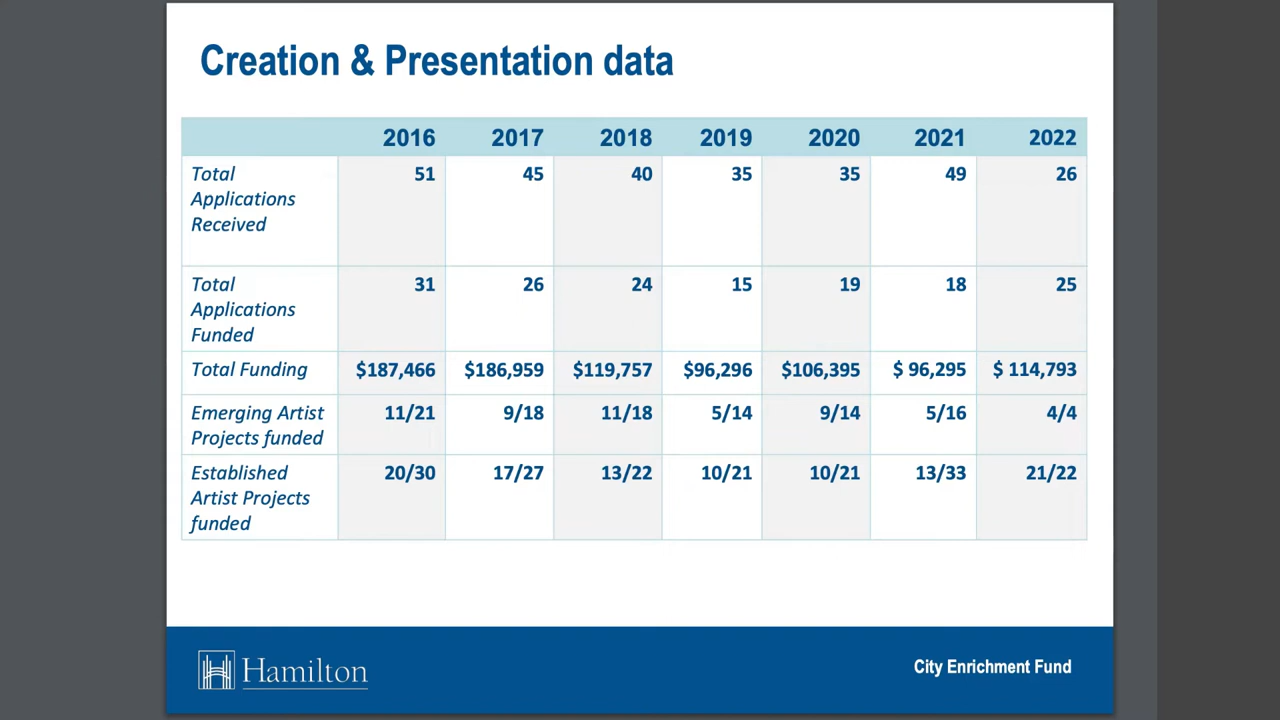 Creation & Presentation data
2016 2017 2018 2019 2020 2021 2022
Total Applications Received 51 45 40 35 35 49 26
Total Applications Funded 31 26 24 15 19 18 25
Total Funding $187,466 $186,959 $119,757 $96,296 $106,395 $ 96,295 $ 114,793
Emerging Artist Projects funded 11/21 9/18 11/18 5/14 9/14 5/16 4/4
Established Artist Projects funded 20/30 17/27 13/22 10/21 10/21 13/33 21/22
Hamilton
City Enrichment Fund